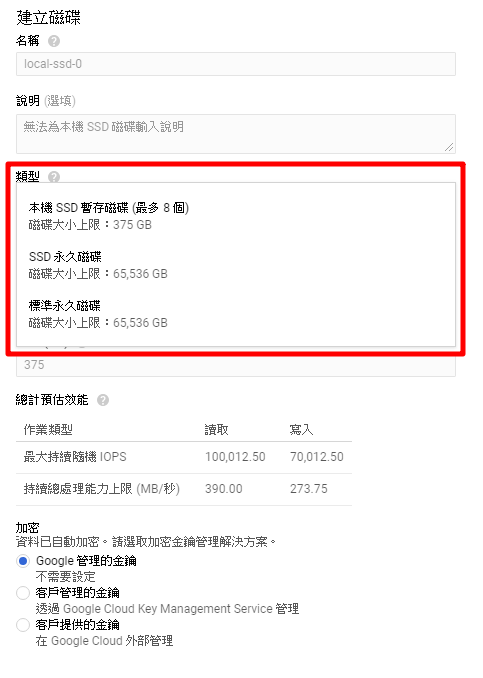 建立磁碟
名稱
local-ssd-0
說明 (選填)
無法為本機 SSD 磁碟輸入說明
類型
本機 SSD 暫存磁碟 (最多 8 個)
磁碟大小上限：375 GB
SSD 永久磁碟
磁碟大小上限：65,536 GB
標準永久磁碟
磁碟大小上限：65,536 GB
375
總計預估效能
作業類型 讀取 寫入
最大持續隨機 IOPS 100,012.50 70,012.50
持續總處理能力上限 (MB/秒) 390.00 273.75
加密
資料已自動加密。請選取加密金鑰管理解決方案。
Google 管理的金鑰
不需要設定
客戶管理的金鑰
透過 Google Cloud Key Management Service 管理
客戶提供的金鑰
在 Google Cloud 外部管理